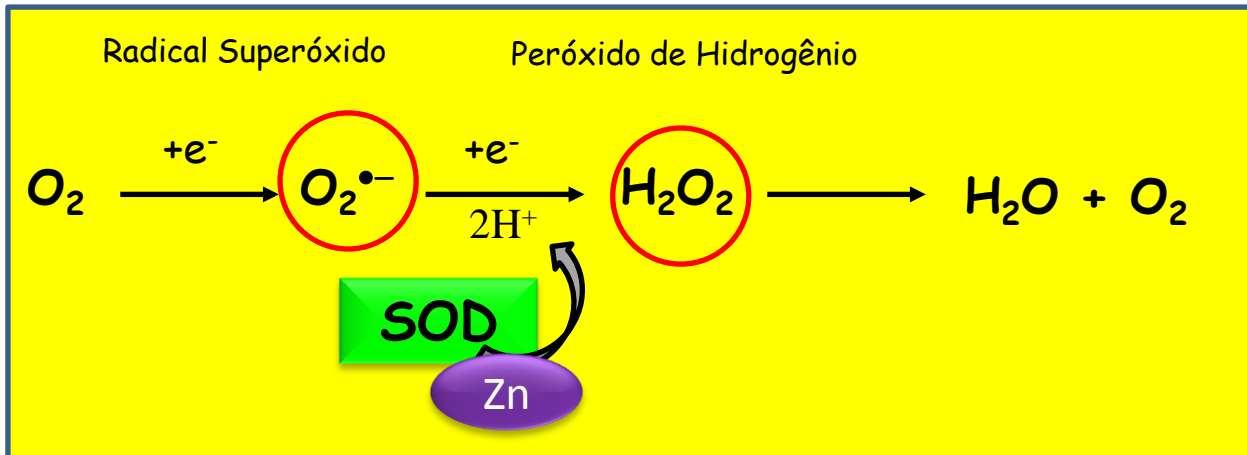 Radical Superóxido Peróxido de Hidrogênio
+e⁻ +e⁻
O₂ O₂•⁻ H₂O₂ H₂O + O₂
2H⁺
SOD
Zn